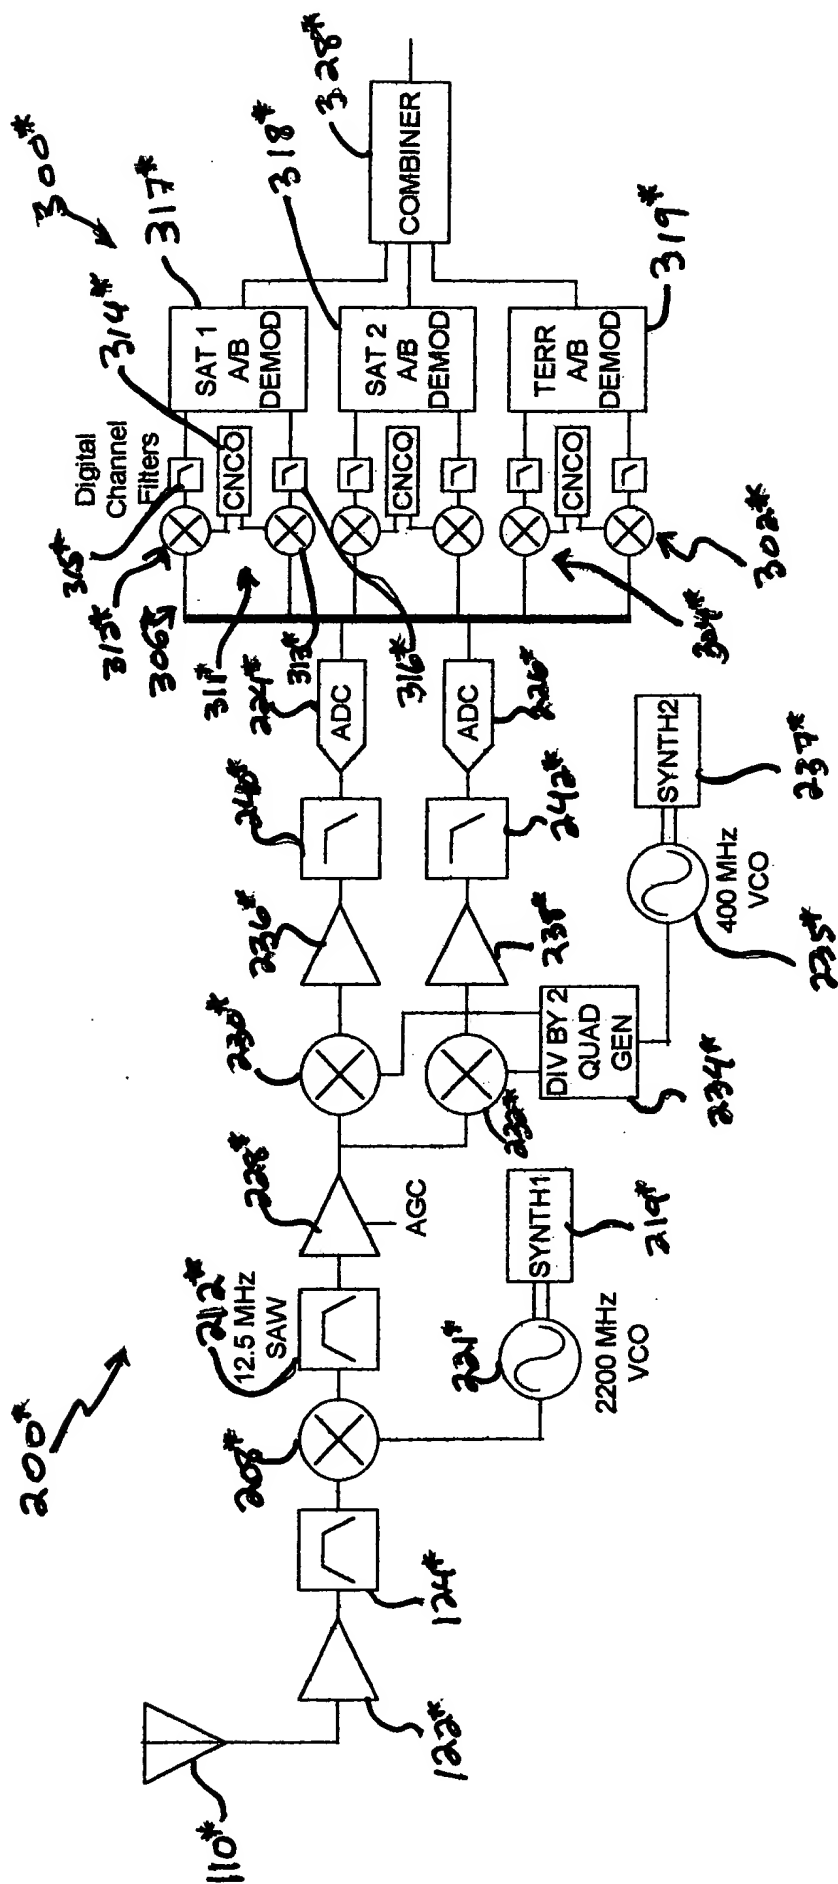 200*
300*
110*
122*
124*
208*
212*
12.5 MHz
SAW
228*
AGC
221*
2200 MHz
VCO
SYNTH1
219*
230*
232*
DIV BY 2
QUAD
GEN
234*
236*
238*
400 MHz
VCO
235*
SYNTH2
237*
240*
242*
ADC
224*
ADC
226*
306*
311*
312*
313*
315*
316*
Digital
Channel
Filters
314*
CNCO
CNCO
CNCO
304*
302*
SAT 1
A/B
DEMOD
317*
SAT 2
A/B
DEMOD
318*
TERR
A/B
DEMOD
319*
COMBINER
328*